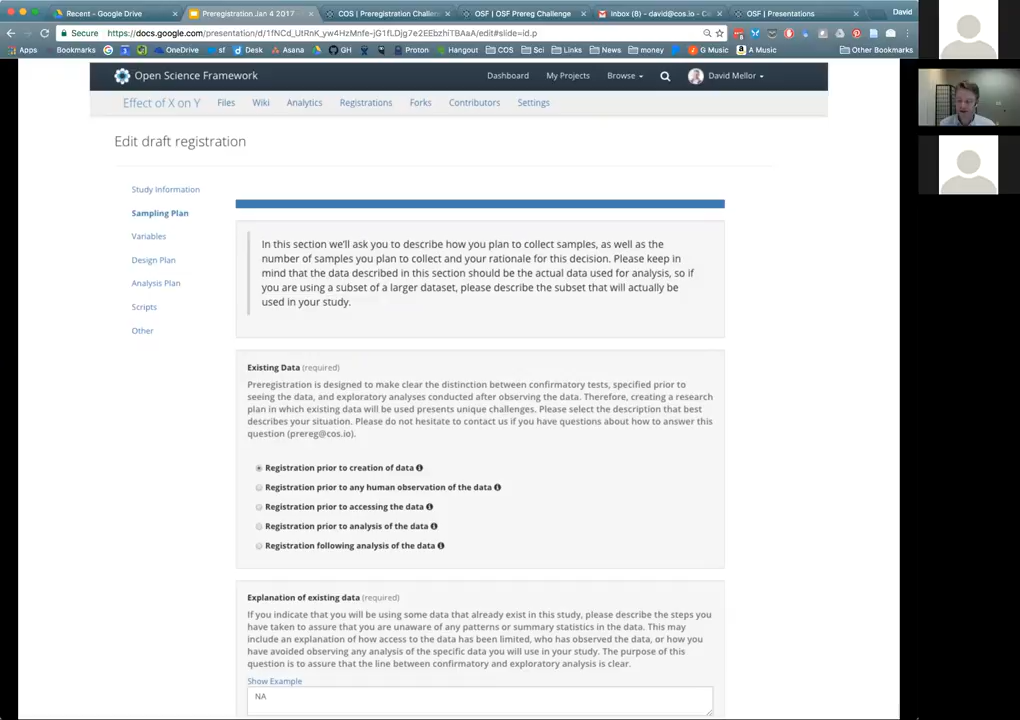 Recent - Google Drive
Preregistration Jan 4 2017
COS | Preregistration Challen
OSF | OSF Prereg Challenge
Inbox (8) - david@cos.io - C
OSF | Presentations
David
Secure
https://docs.google.com/presentation/d/1fNCd_UtRnK_yw4HzMnfe-jG1fLDjg7e2EEbzhiTBAaA/edit#slide=id.p
Apps
Bookmarks
OneDrive
sf
Desk
Asana
GH
Proton
Hangout
COS
Sci
Links
News
money
G Music
A Music
Other Bookmarks
Open Science Framework
Dashboard
My Projects
Browse
David Mellor
Effect of X on Y
Files
Wiki
Analytics
Registrations
Forks
Contributors
Settings
Edit draft registration
Study Information
Sampling Plan
Variables
Design Plan
Analysis Plan
Scripts
Other
In this section we'll ask you to describe how you plan to collect samples, as well as the
number of samples you plan to collect and your rationale for this decision. Please keep in
mind that the data described in this section should be the actual data used for analysis, so if
you are using a subset of a larger dataset, please describe the subset that will actually be
used in your study.
Existing Data (required)
Preregistration is designed to make clear the distinction between confirmatory tests, specified prior to
seeing the data, and exploratory analyses conducted after observing the data. Therefore, creating a research
plan in which existing data will be used presents unique challenges. Please select the description that best
describes your situation. Please do not hesitate to contact us if you have questions about how to answer this
question (prereg@cos.io).
Registration prior to creation of data
Registration prior to any human observation of the data
Registration prior to accessing the data
Registration prior to analysis of the data
Registration following analysis of the data
Explanation of existing data (required)
If you indicate that you will be using some data that already exist in this study, please describe the steps you
have taken to assure that you are unaware of any patterns or summary statistics in the data. This may
include an explanation of how access to the data has been limited, who has observed the data, or how you
have avoided observing any analysis of the specific data you will use in your study. The purpose of this
question is to assure that the line between confirmatory and exploratory analysis is clear.
Show Example
NA